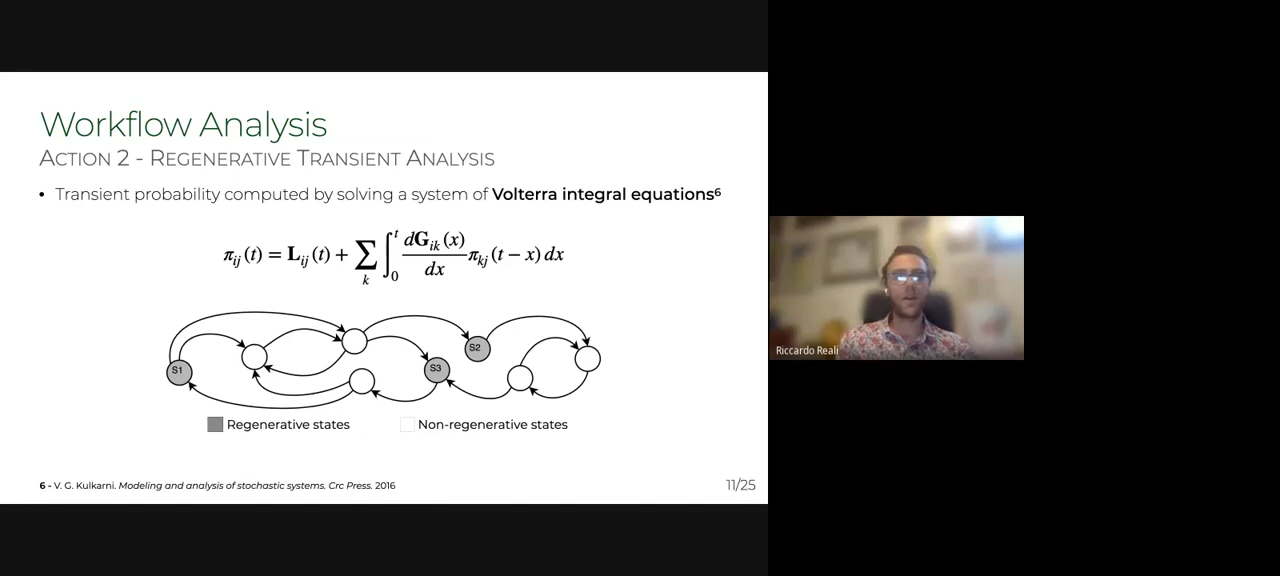 Workflow Analysis
ACTION 2 - REGENERATIVE TRANSIENT ANALYSIS
• Transient probability computed by solving a system of Volterra integral equations⁶
π_ij(t) = L_ij(t) + ∑_k ∫_0^t dG_ik(x)/dx π_kj(t − x) dx
S1
S2
S3
Regenerative states
Non-regenerative states
6 - V. G. Kulkarni. Modeling and analysis of stochastic systems. Crc Press. 2016
11/25
Riccardo Reali